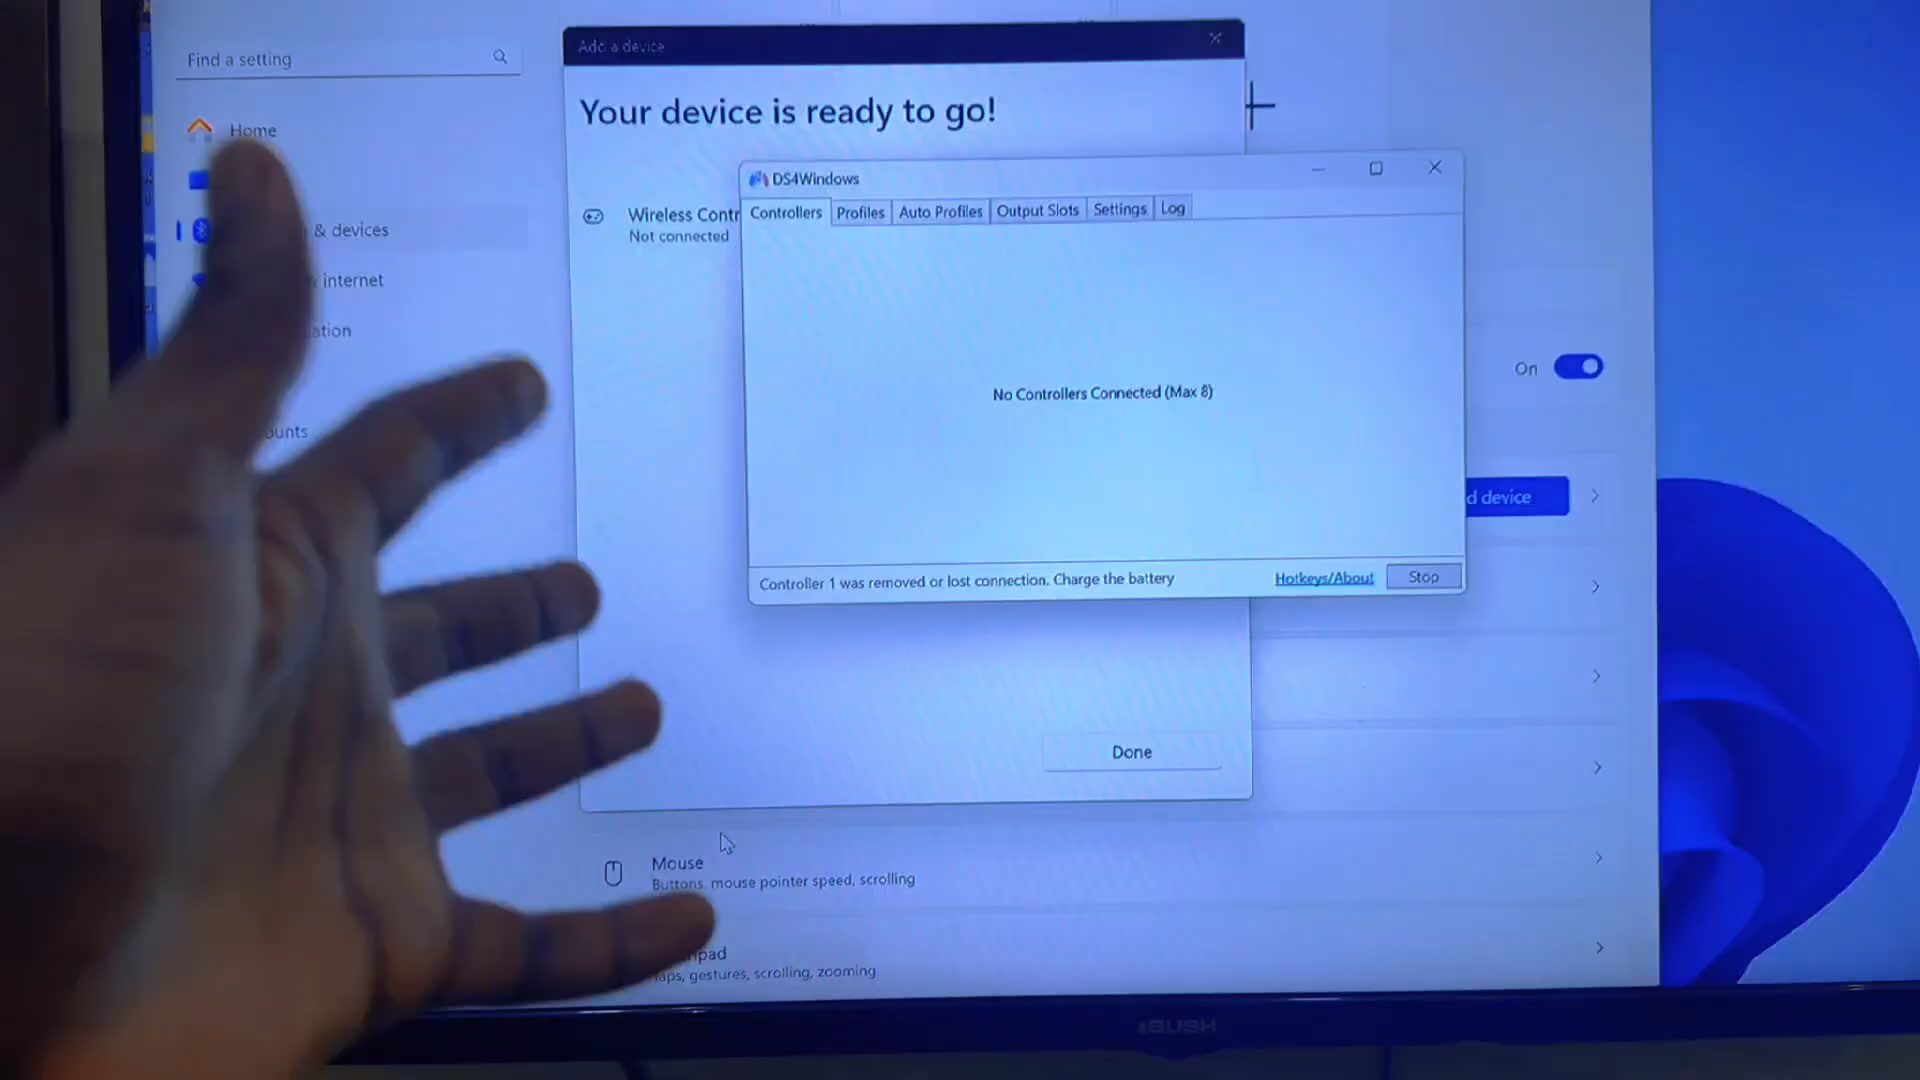 Find a setting
Home
& devices
internet
ation
ounts
Add a device
Your device is ready to go!
Wireless Contr
Not connected
DS4Windows
Controllers Profiles Auto Profiles Output Slots Settings Log
No Controllers Connected (Max 8)
Controller 1 was removed or lost connection. Charge the battery Hotkeys/About Stop
On
d device
Done
Mouse
Buttons, mouse pointer speed, scrolling
pad
aps, gestures, scrolling, zooming
BUSH